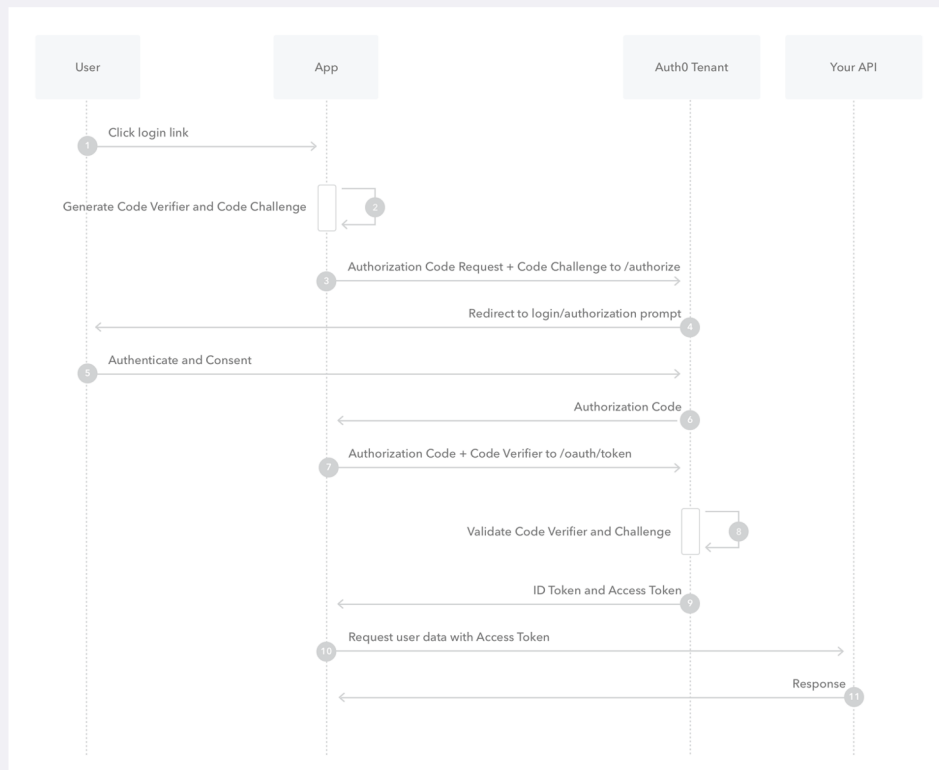 User
App
Auth0 Tenant
Your API
Click login link
1
Generate Code Verifier and Code Challenge
2
Authorization Code Request + Code Challenge to /authorize
3
Redirect to login/authorization prompt
4
Authenticate and Consent
5
Authorization Code
6
Authorization Code + Code Verifier to /oauth/token
7
Validate Code Verifier and Challenge
8
ID Token and Access Token
9
Request user data with Access Token
10
Response
11